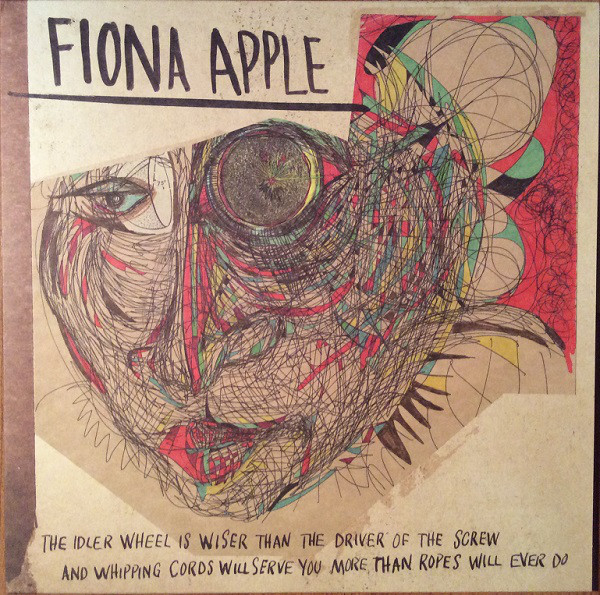 FIONA APPLE
THE IDLER WHEEL IS WISER THAN THE DRIVER OF THE SCREW
AND WHIPPING CORDS WILL SERVE YOU MORE THAN ROPES WILL EVER DO